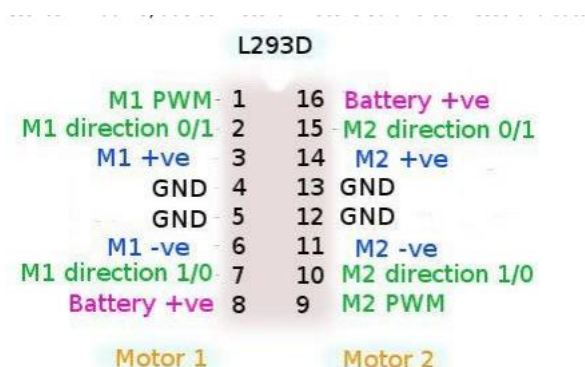 L293D
M1 PWM 1 16 Battery +ve
M1 direction 0/1 2 15 M2 direction 0/1
M1 +ve 3 14 M2 +ve
GND 4 13 GND
GND 5 12 GND
M1 -ve 6 11 M2 -ve
M1 direction 1/0 7 10 M2 direction 1/0
Battery +ve 8 9 M2 PWM
Motor 1 Motor 2